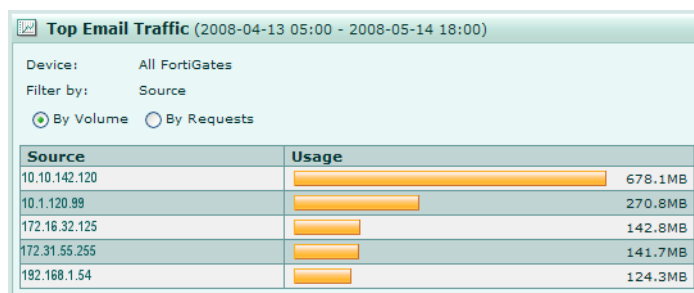 Top Email Traffic (2008-04-13 05:00 - 2008-05-14 18:00)
Device: All FortiGates
Filter by: Source
By Volume By Requests
Source Usage
10.10.142.120 678.1MB
10.1.120.99 270.8MB
172.16.32.125 142.8MB
172.31.55.255 141.7MB
192.168.1.54 124.3MB